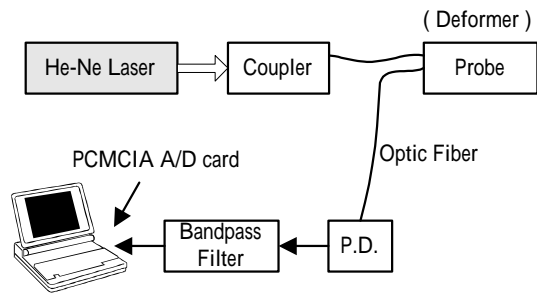 ( Deformer )
He-Ne Laser
Coupler
Probe
Optic Fiber
PCMCIA A/D card
Bandpass
Filter
P.D.